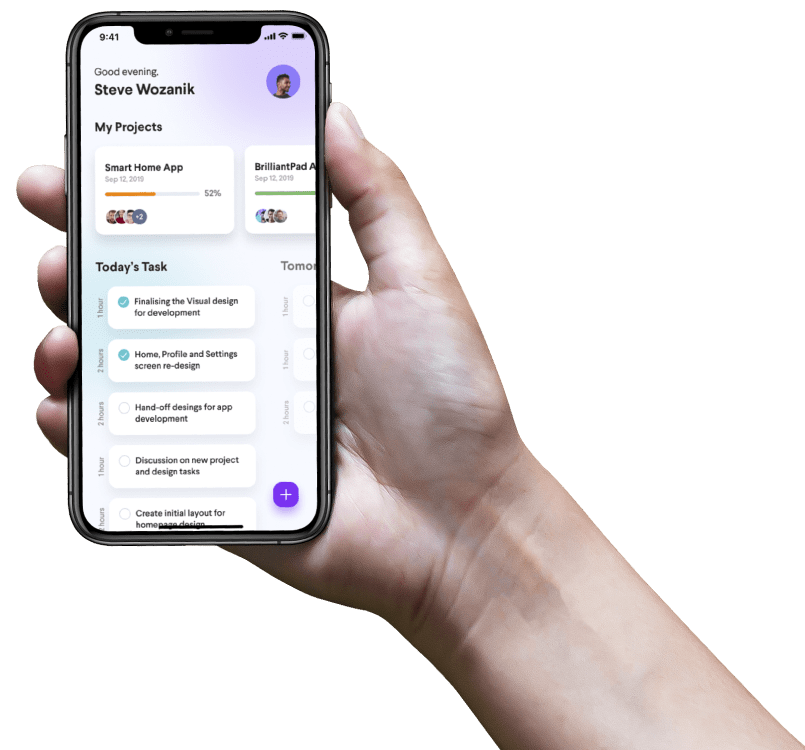 9:41
Good evening,
Steve Wozanik
My Projects
Smart Home App
Sep 12, 2019
52%
+2
BrilliantPad A
Sep 12, 2019
Today's Task
Tomor
1 hour
Finalising the Visual design
for development
1 hour
2 hours
Home, Profile and Settings
screen re-design
1 hour
2 hours
Hand-off desings for app
development
2 hours
1 hour
Discussion on new project
and design tasks
2 hours
Create initial layout for
homepage design